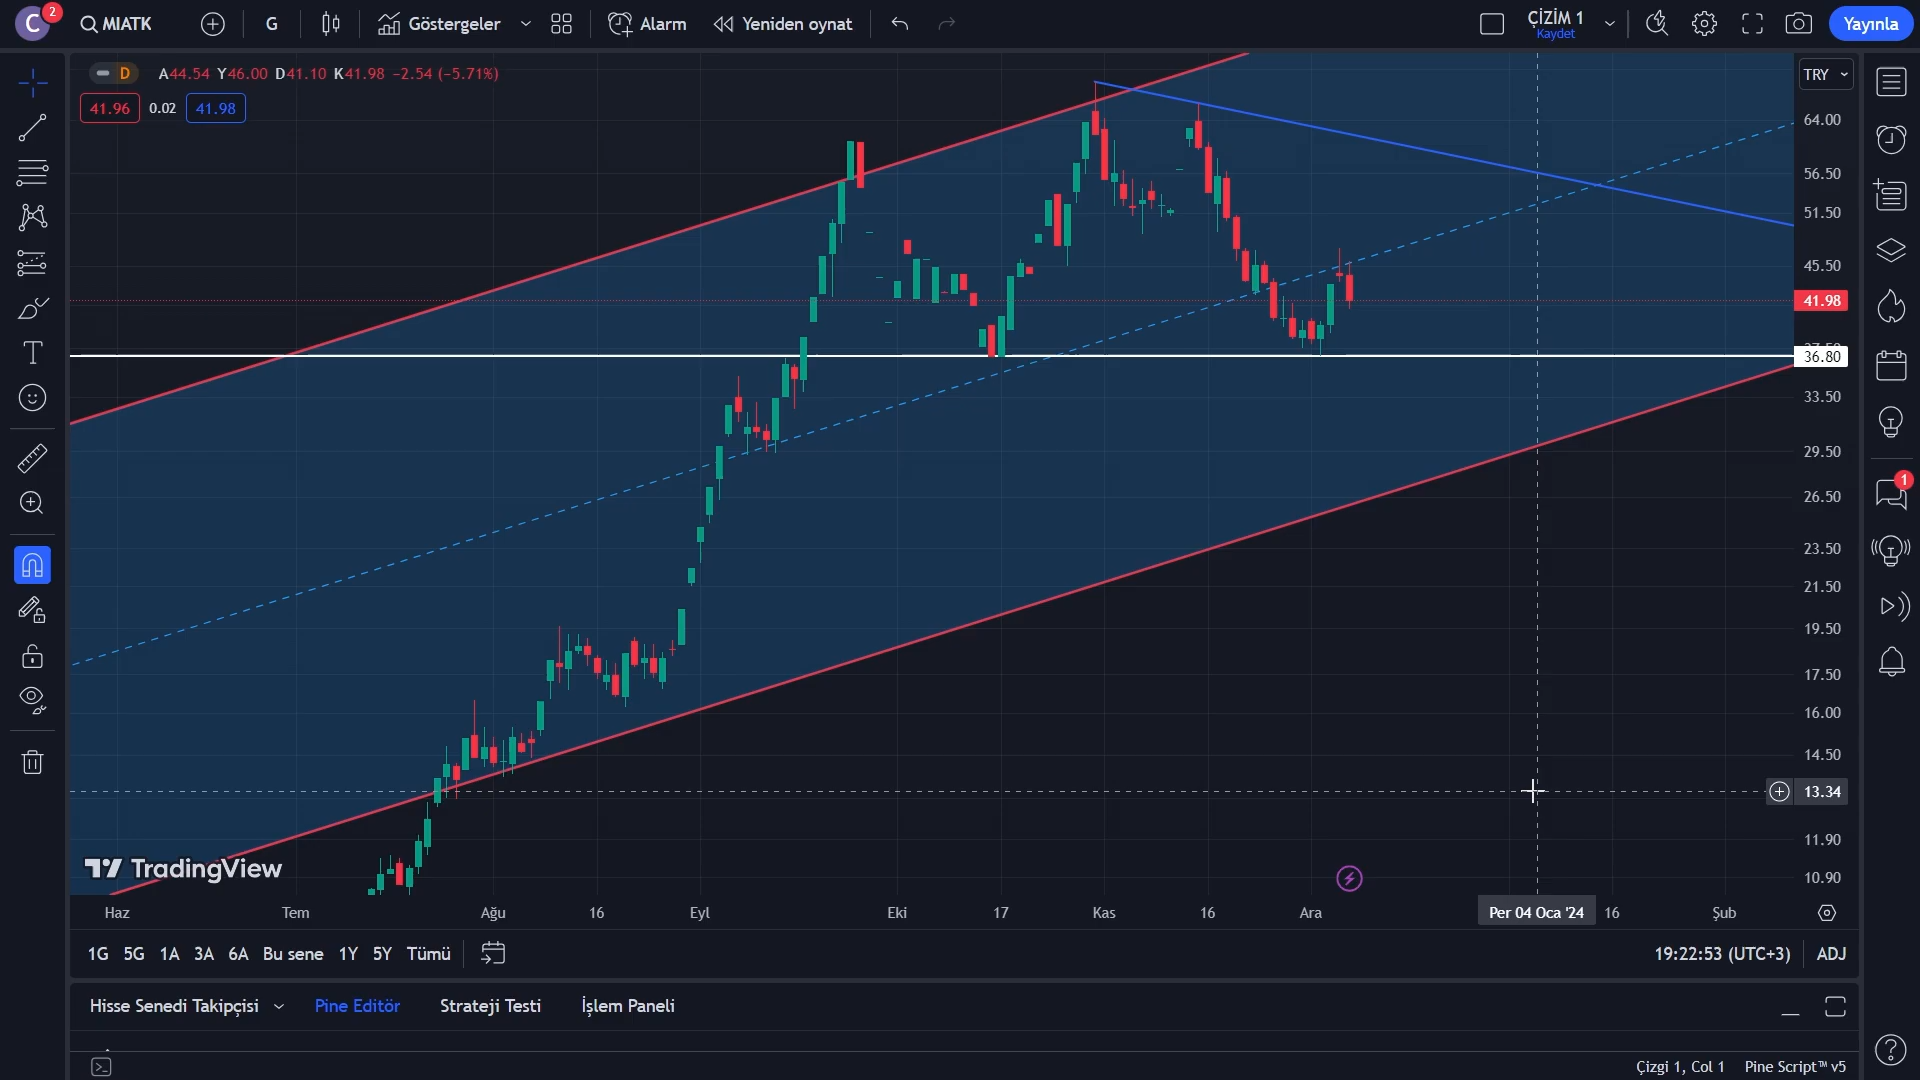 C 2 MIATK G Göstergeler Alarm Yeniden oynat ÇİZİM 1 Yayınla
Kaydet
D A44.54 Y46.00 D41.10 K41.98 −2.54 (−5.71%) TRY
41.96 0.02 41.98
64.00
56.50
51.50
45.50
41.98
36.80
33.50
29.50
26.50
23.50
21.50
19.50
17.50
16.00
14.50
13.34
11.90
10.90
1
TradingView
Haz Tem Ağu 16 Eyl Eki 17 Kas 16 Ara Per 04 Oca '24 16 Şub
1G 5G 1A 3A 6A Bu sene 1Y 5Y Tümü 19:22:53 (UTC+3) ADJ
Hisse Senedi Takipçisi Pine Editör Strateji Testi İşlem Paneli
Çizgi 1, Col 1 Pine Script™ v5